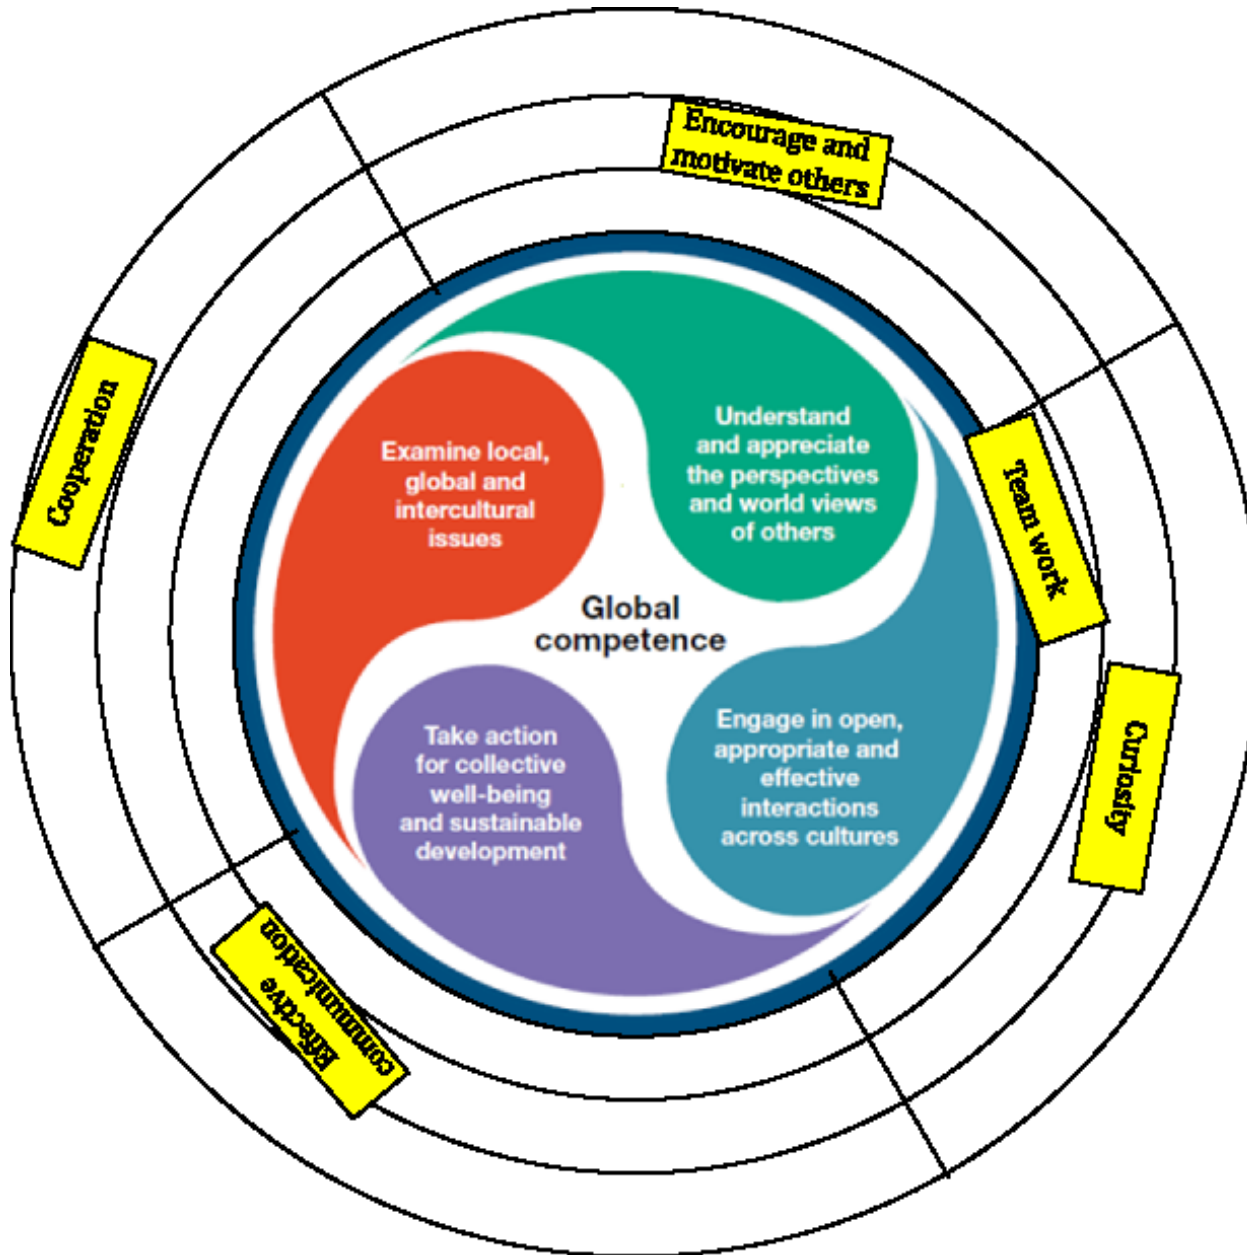 Encourage and
motivate others
Cooperation
Understand
and appreciate
the perspectives
and world views
of others
Examine local,
global and
intercultural
issues
Team work
Global
competence
Take action
for collective
well-being
and sustainable
development
Engage in open,
appropriate and
effective
interactions
across cultures
Curiosity
Effective
communication